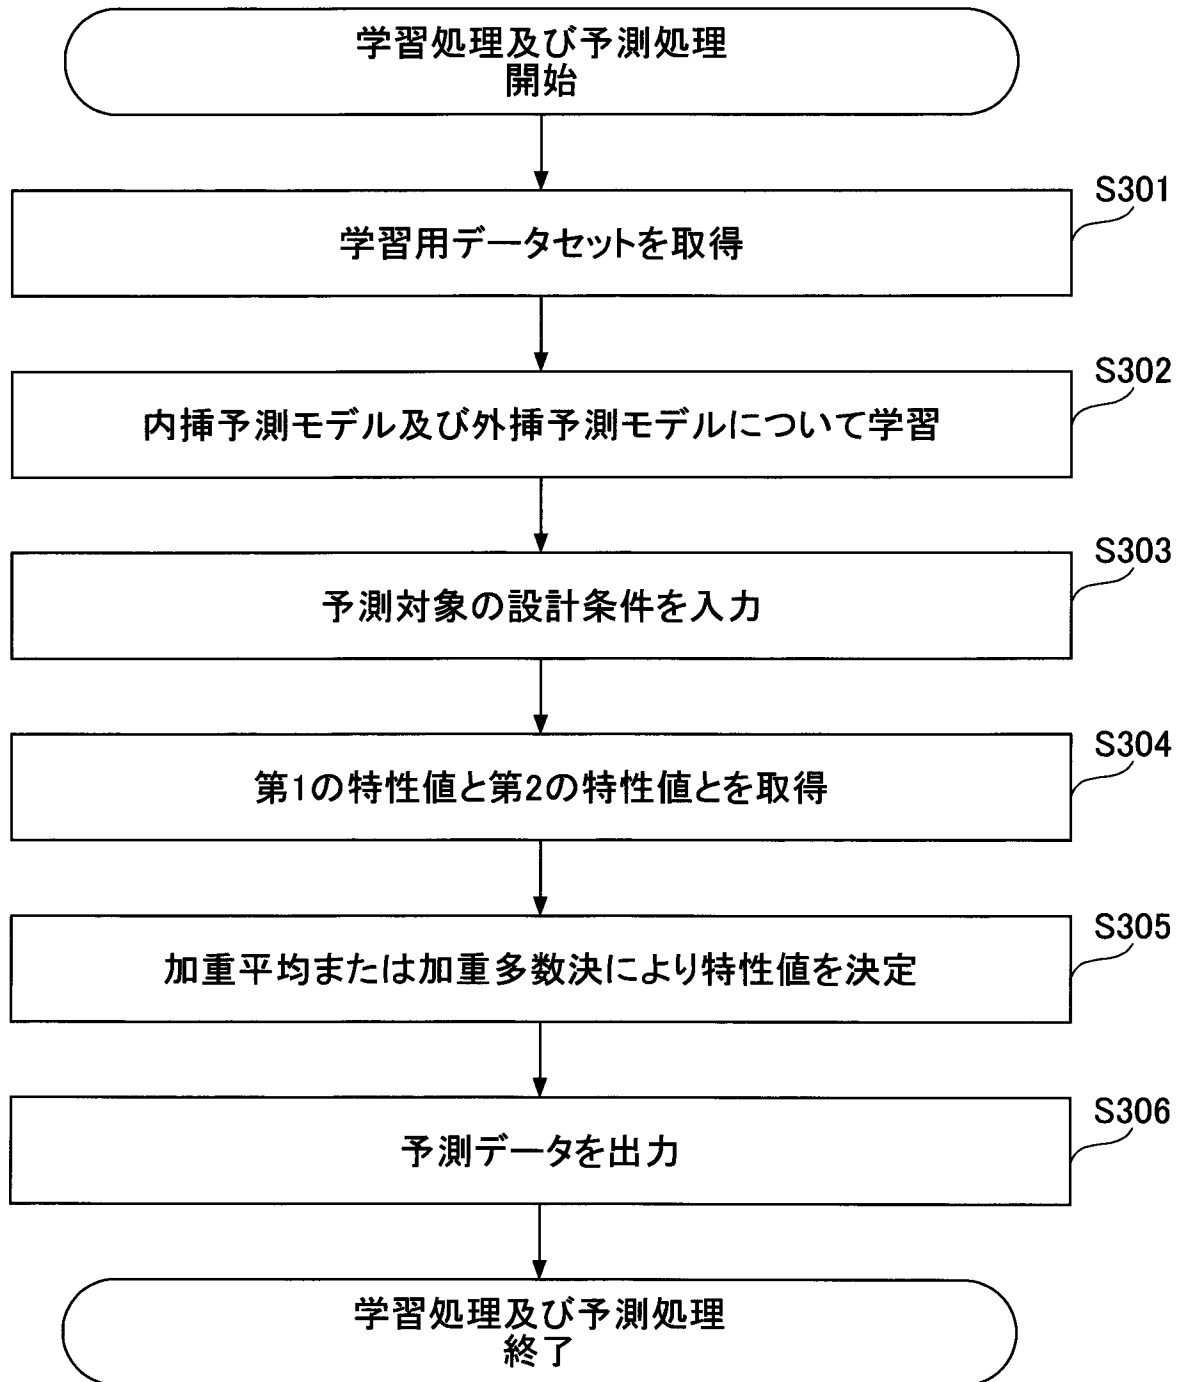 学習処理及び予測処理
開始
S301
学習用データセットを取得
S302
内挿予測モデル及び外挿予測モデルについて学習
S303
予測対象の設計条件を入力
S304
第1の特性値と第2の特性値とを取得
S305
加重平均または加重多数決により特性値を決定
S306
予測データを出力
学習処理及び予測処理
終了